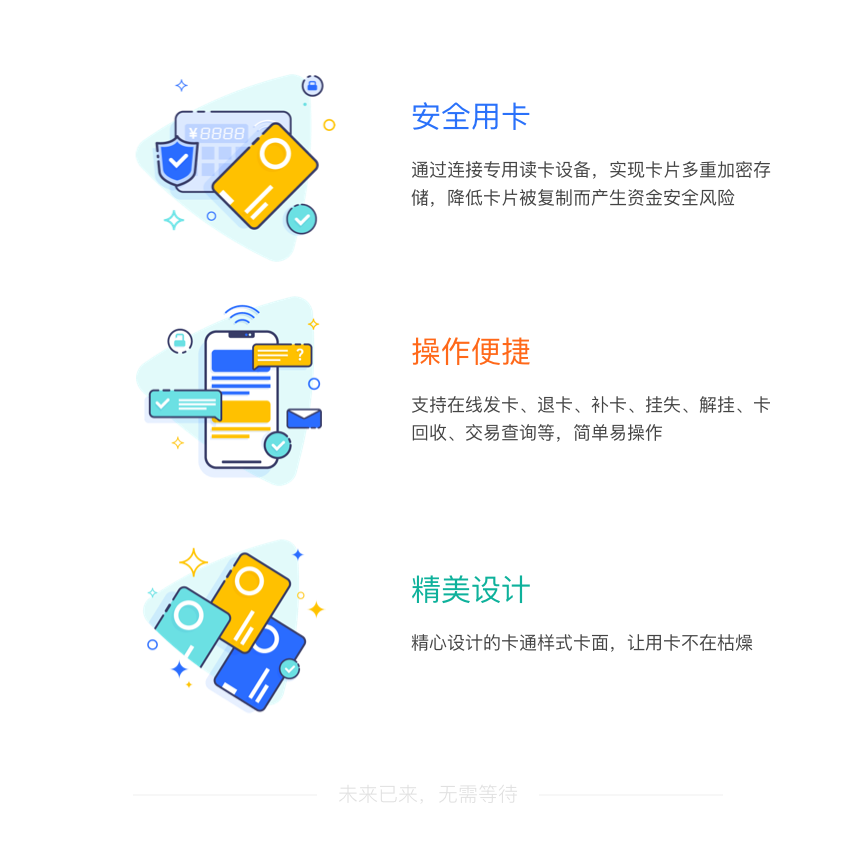 ¥8888
安全用卡
通过连接专用读卡设备，实现卡片多重加密存
储，降低卡片被复制而产生资金安全风险
?
操作便捷
支持在线发卡、退卡、补卡、挂失、解挂、卡
回收、交易查询等，简单易操作
精美设计
精心设计的卡通样式卡面，让用卡不在枯燥
未来已来，无需等待